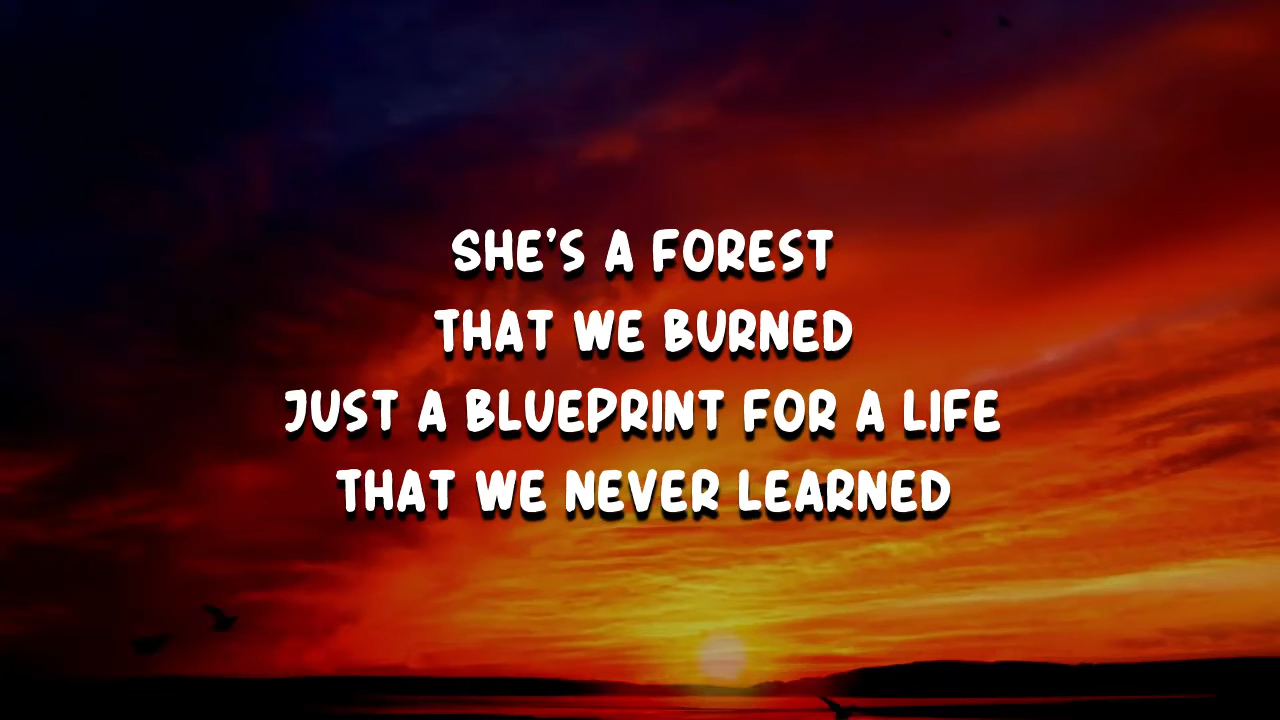 SHE'S A FOREST
THAT WE BURNED
JUST A BLUEPRINT FOR A LIFE
THAT WE NEVER LEARNED